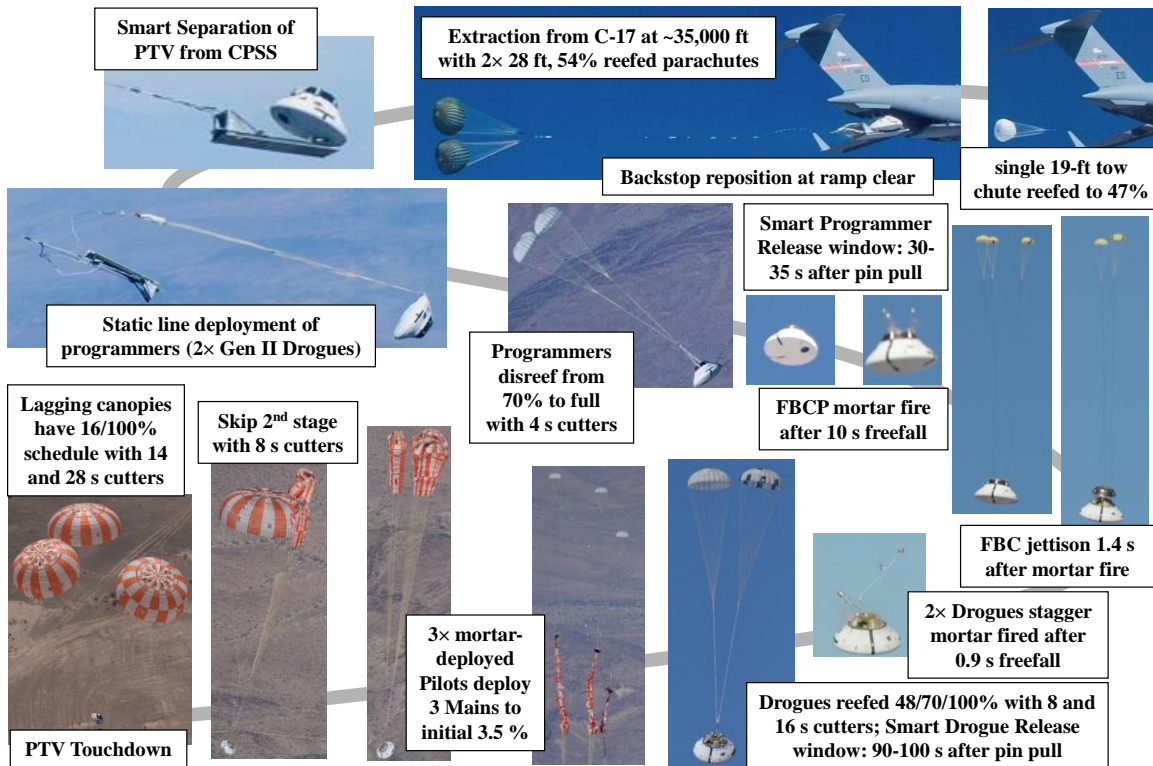 Smart Separation of
PTV from CPSS
Extraction from C-17 at ~35,000 ft
with 2× 28 ft, 54% reefed parachutes
ED
ED
Backstop reposition at ramp clear
single 19-ft tow
chute reefed to 47%
Static line deployment of
programmers (2× Gen II Drogues)
Programmers
disreef from
70% to full
with 4 s cutters
Smart Programmer
Release window: 30-
35 s after pin pull
FBCP mortar fire
after 10 s freefall
FBC jettison 1.4 s
after mortar fire
2× Drogues stagger
mortar fired after
0.9 s freefall
Drogues reefed 48/70/100% with 8 and
16 s cutters; Smart Drogue Release
window: 90-100 s after pin pull
3× mortar-
deployed
Pilots deploy
3 Mains to
initial 3.5 %
Skip 2nd stage
with 8 s cutters
Lagging canopies
have 16/100%
schedule with 14
and 28 s cutters
PTV Touchdown